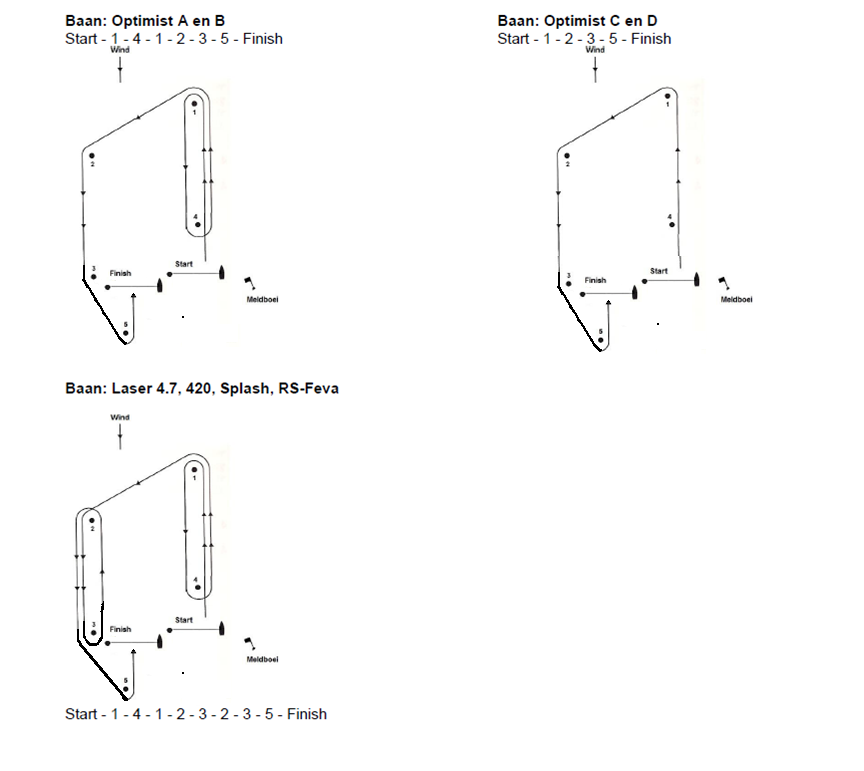 Baan: Optimist A en B
Start - 1 - 4 - 1 - 2 - 3 - 5 - Finish
Wind
1
2
4
3
Finish
Start
Meldboei
5
Baan: Optimist C en D
Start - 1 - 2 - 3 - 5 - Finish
Wind
1
2
4
3
Finish
Start
Meldboei
5
Baan: Laser 4.7, 420, Splash, RS-Feva
Wind
1
2
4
3
Finish
Start
Meldboei
5
Start - 1 - 4 - 1 - 2 - 3 - 2 - 3 - 5 - Finish